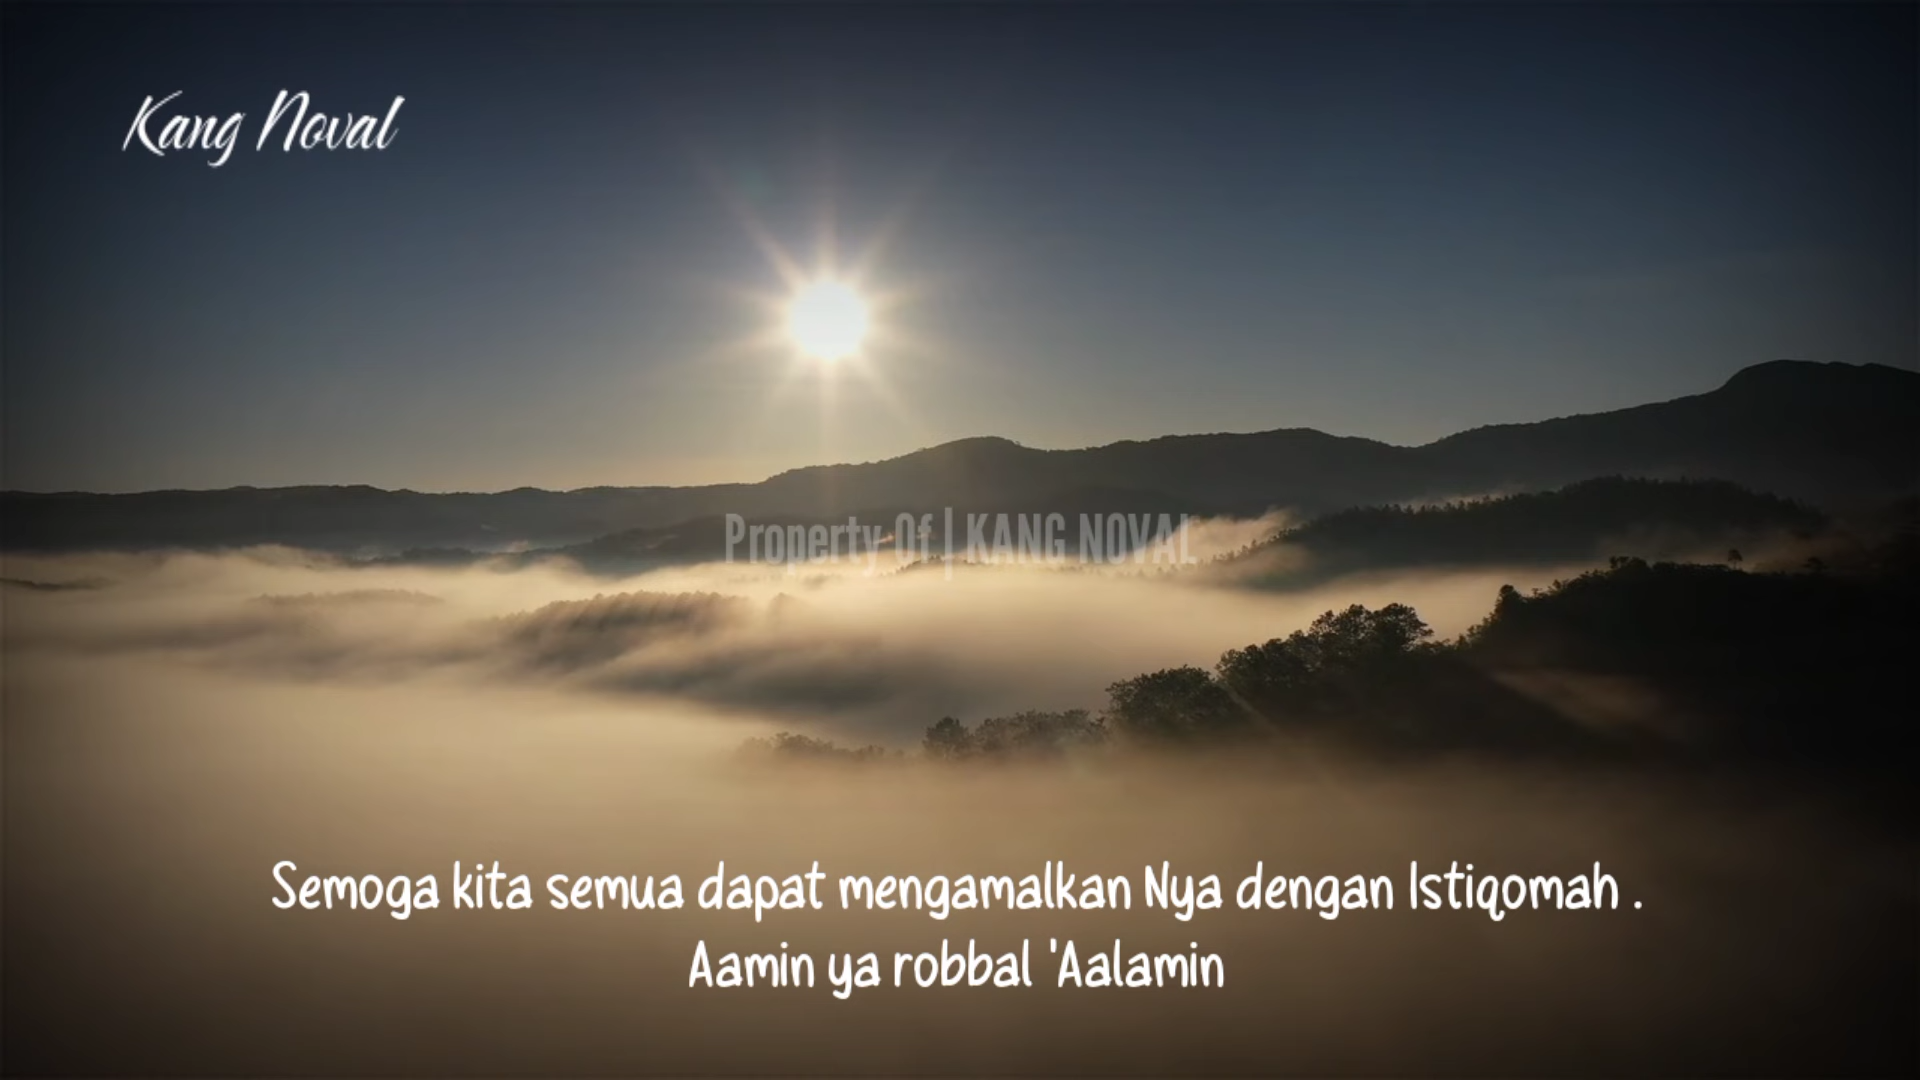 Kang Noval
Property Of | KANG NOVAL
Semoga kita semua dapat mengamalkan Nya dengan Istiqomah .
Aamin ya robbal 'Aalamin